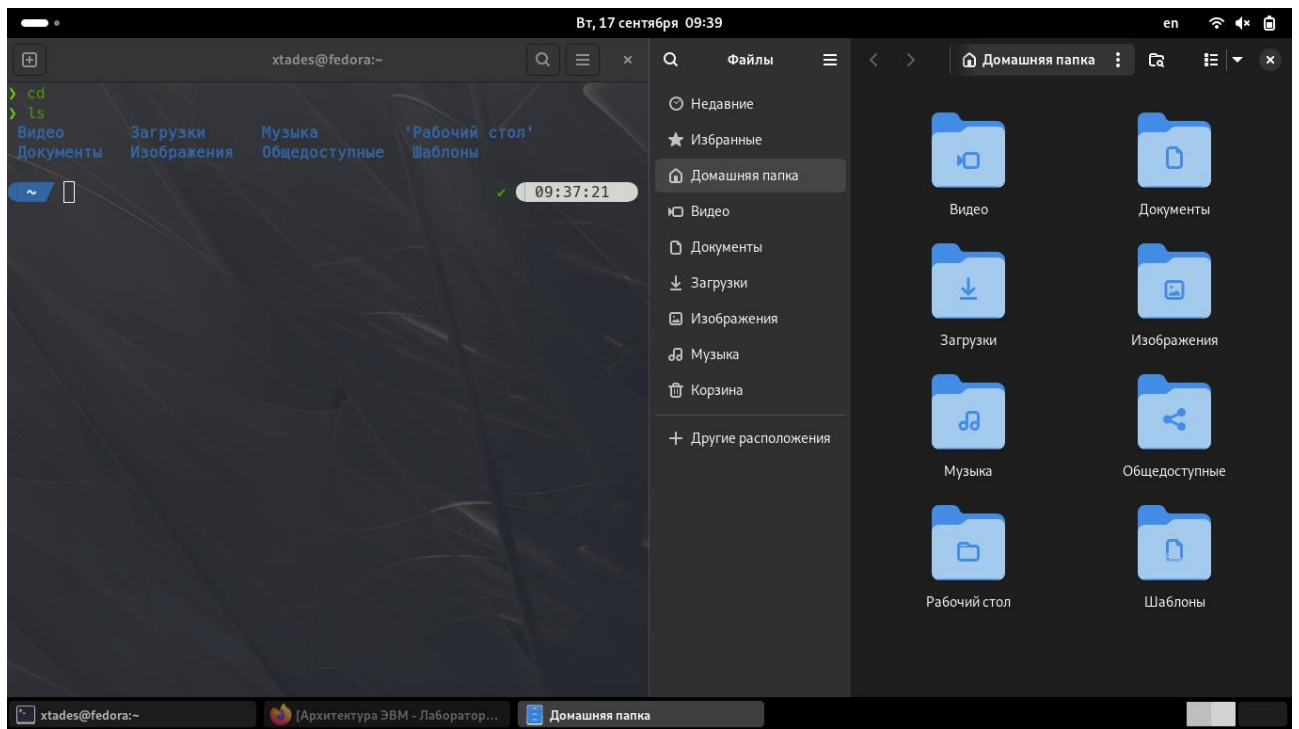 Вт, 17 сентября 09:39
en
xtades@fedora:~
❯ cd
❯ ls
Видео Загрузки Музыка 'Рабочий стол'
Документы Изображения Общедоступные Шаблоны
~ ✔ 09:37:21
Файлы
Недавние
Избранные
Домашняя папка
Видео
Документы
Загрузки
Изображения
Музыка
Корзина
Другие расположения
Домашняя папка
Видео Документы
Загрузки Изображения
Музыка Общедоступные
Рабочий стол Шаблоны
xtades@fedora:~
[Архитектура ЭВМ - Лаборатор...
Домашняя папка